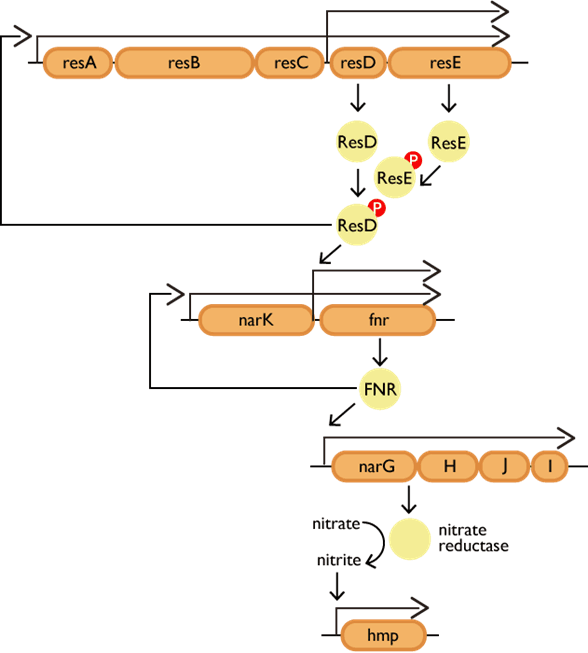 resA resB resC resD resE
ResD ResE
P
ResE
P
ResD
narK fnr
FNR
narG H J I
nitrate
nitrate
reductase
nitrite
hmp